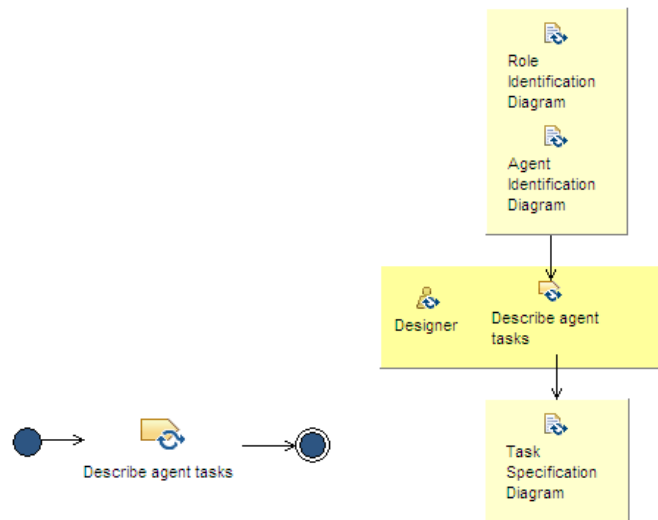 Role
Identification
Diagram
Agent
Identification
Diagram
Designer
Describe agent
tasks
Describe agent tasks
Task
Specification
Diagram